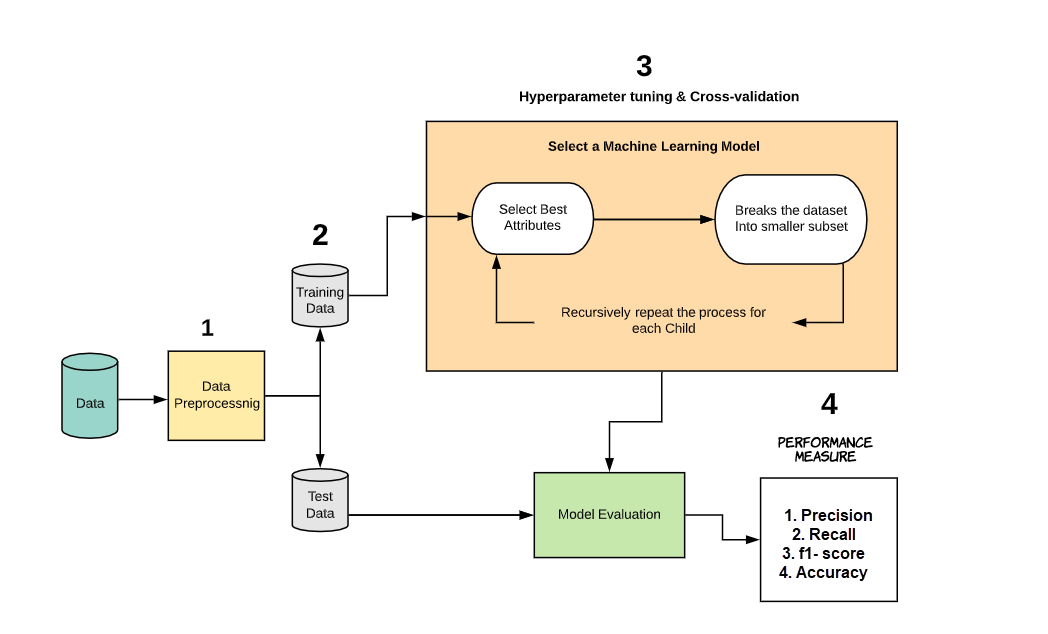 3
Hyperparameter tuning & Cross-validation
Select a Machine Learning Model
Select Best
Attributes
Breaks the dataset
Into smaller subset
Recursively repeat the process for
each Child
2
Training
Data
1
Data
Preprocessnig
Data
Test
Data
Model Evaluation
4
PERFORMANCE
MEASURE
1. Precision
2. Recall
3. f1- score
4. Accuracy